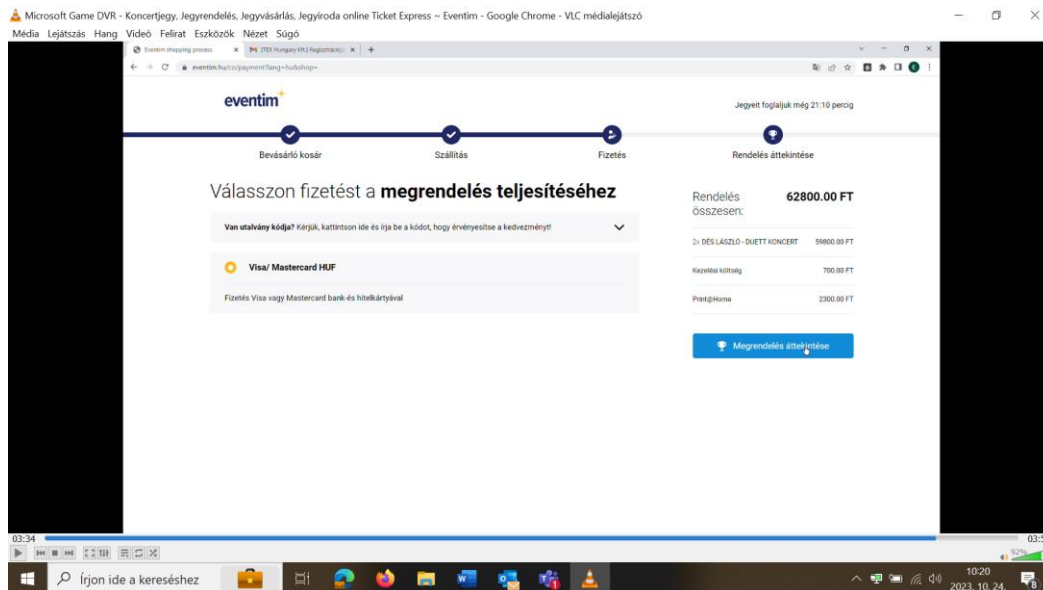 Microsoft Game DVR - Koncertjegy, Jegyrendelés, Jegyvásárlás, Jegyiroda online Ticket Express ~ Eventim - Google Chrome - VLC médialejátszó
Média Lejátszás Hang Videó Felirat Eszközök Nézet Súgó
Eventim shopping process
eventim.hu/co/payment?lang=hu&shop=
eventim
Jegyeit foglaljuk még 21:10 percig
Bevásárló kosár Szállítás Fizetés Rendelés áttekintése
Válasszon fizetést a megrendelés teljesítéséhez
Rendelés összesen: 62800.00 FT
Van utalvány kódja? Kérjük, kattintson ide és írja be a kódot, hogy érvényesítse a kedvezményt!
2x DÉS LÁSZLÓ - DUETT KONCERT 59800.00 FT
Visa/ Mastercard HUF
Kezelési költség 700.00 FT
Fizetés Visa vagy Mastercard bank-és hitelkártyával
Print@Home 2300.00 FT
Megrendelés áttekintése
03:34
92%
Írjon ide a kereséshez
10:20
2023. 10. 24.